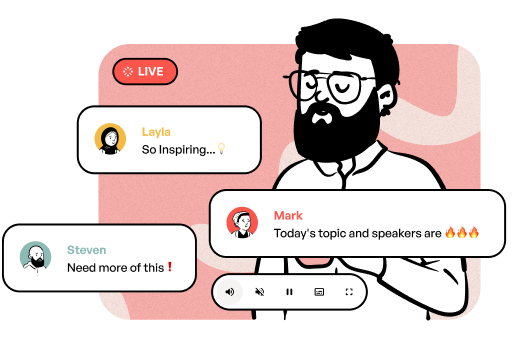 LIVE
Layla
So Inspiring...💡
Mark
Today's topic and speakers are 🔥🔥🔥
Steven
Need more of this❗